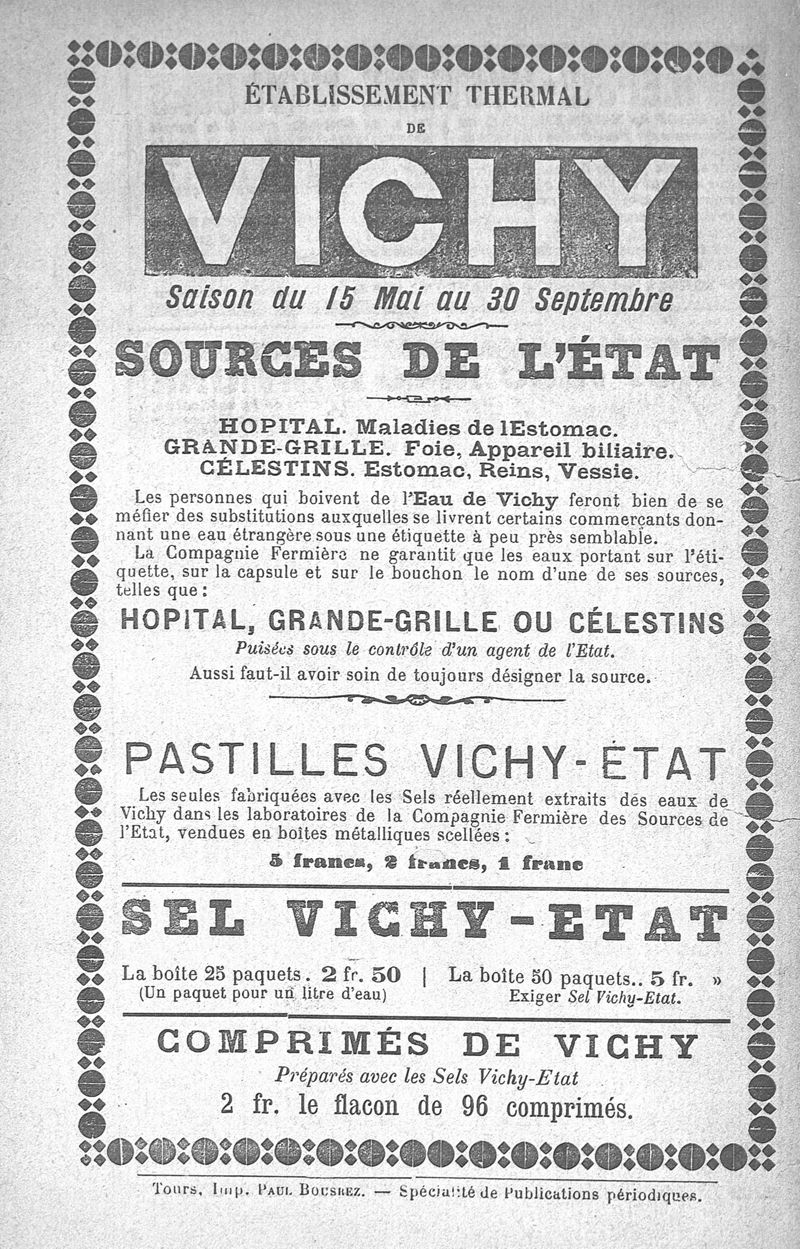 ÉTABLISSEMENT THERMAL
DE
VICHY
Saison du 15 Mai au 30 Septembre
SOURCES DE L'ÉTAT
HOPITAL. Maladies de lEstomac.
GRANDE-GRILLE. Foie, Appareil biliaire.
CÉLESTINS. Estomac, Reins, Vessie.
Les personnes qui boivent de l'Eau de Vichy feront bien de se
méfier des substitutions auxquelles se livrent certains commerçants don-
nant une eau étrangère sous une étiquette à peu près semblable.
La Compagnie Fermière ne garantit que les eaux portant sur l'éti-
quette, sur la capsule et sur le bouchon le nom d'une de ses sources,
telles que :
HOPITAL, GRANDE-GRILLE OU CÉLESTINS
Puisées sous le contrôle d'un agent de l'Etat.
Aussi faut-il avoir soin de toujours désigner la source.
PASTILLES VICHY-ÉTAT
Les seules fabriquées avec les Sels réellement extraits des eaux de
Vichy dans les laboratoires de la Compagnie Fermière des Sources de
l'Etat, vendues en boîtes métalliques scellées :
5 francs, 2 francs, 1 franc
SEL VICHY-ETAT
La boîte 25 paquets. 2 fr. 50 | La boîte 50 paquets.. 5 fr. »
(Un paquet pour un litre d'eau) Exiger Sel Vichy-Etat.
COMPRIMÉS DE VICHY
Préparés avec les Sels Vichy-Etat
2 fr. le flacon de 96 comprimés.
Tours, Imp. PAUL BOUSREZ. — Spécialité de Publications périodiques.